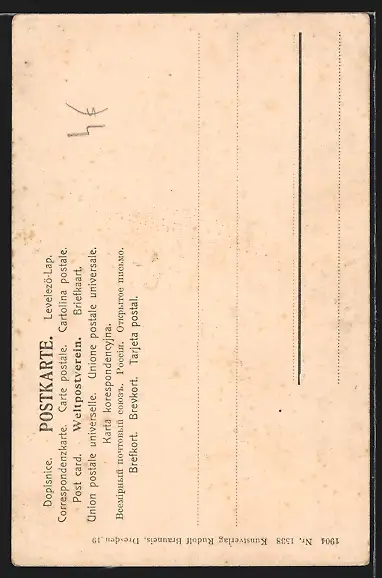 Dopisnice. POSTKARTE. Levelező-Lap.
Correspondenzkarte. Carte postale. Cartolina postale.
Post card. Weltpostverein. Briefkaart.
Union postale universelle. Unione postale universale.
Karta korespondencyjna.
Всемірный почтовый союзъ. Россія. Открытое письмо.
Brefkort. Brevkort. Tarjeta postal.
1904 Nr. 1538 Kunstverlag Rudolf Brauneis, Dresden 19